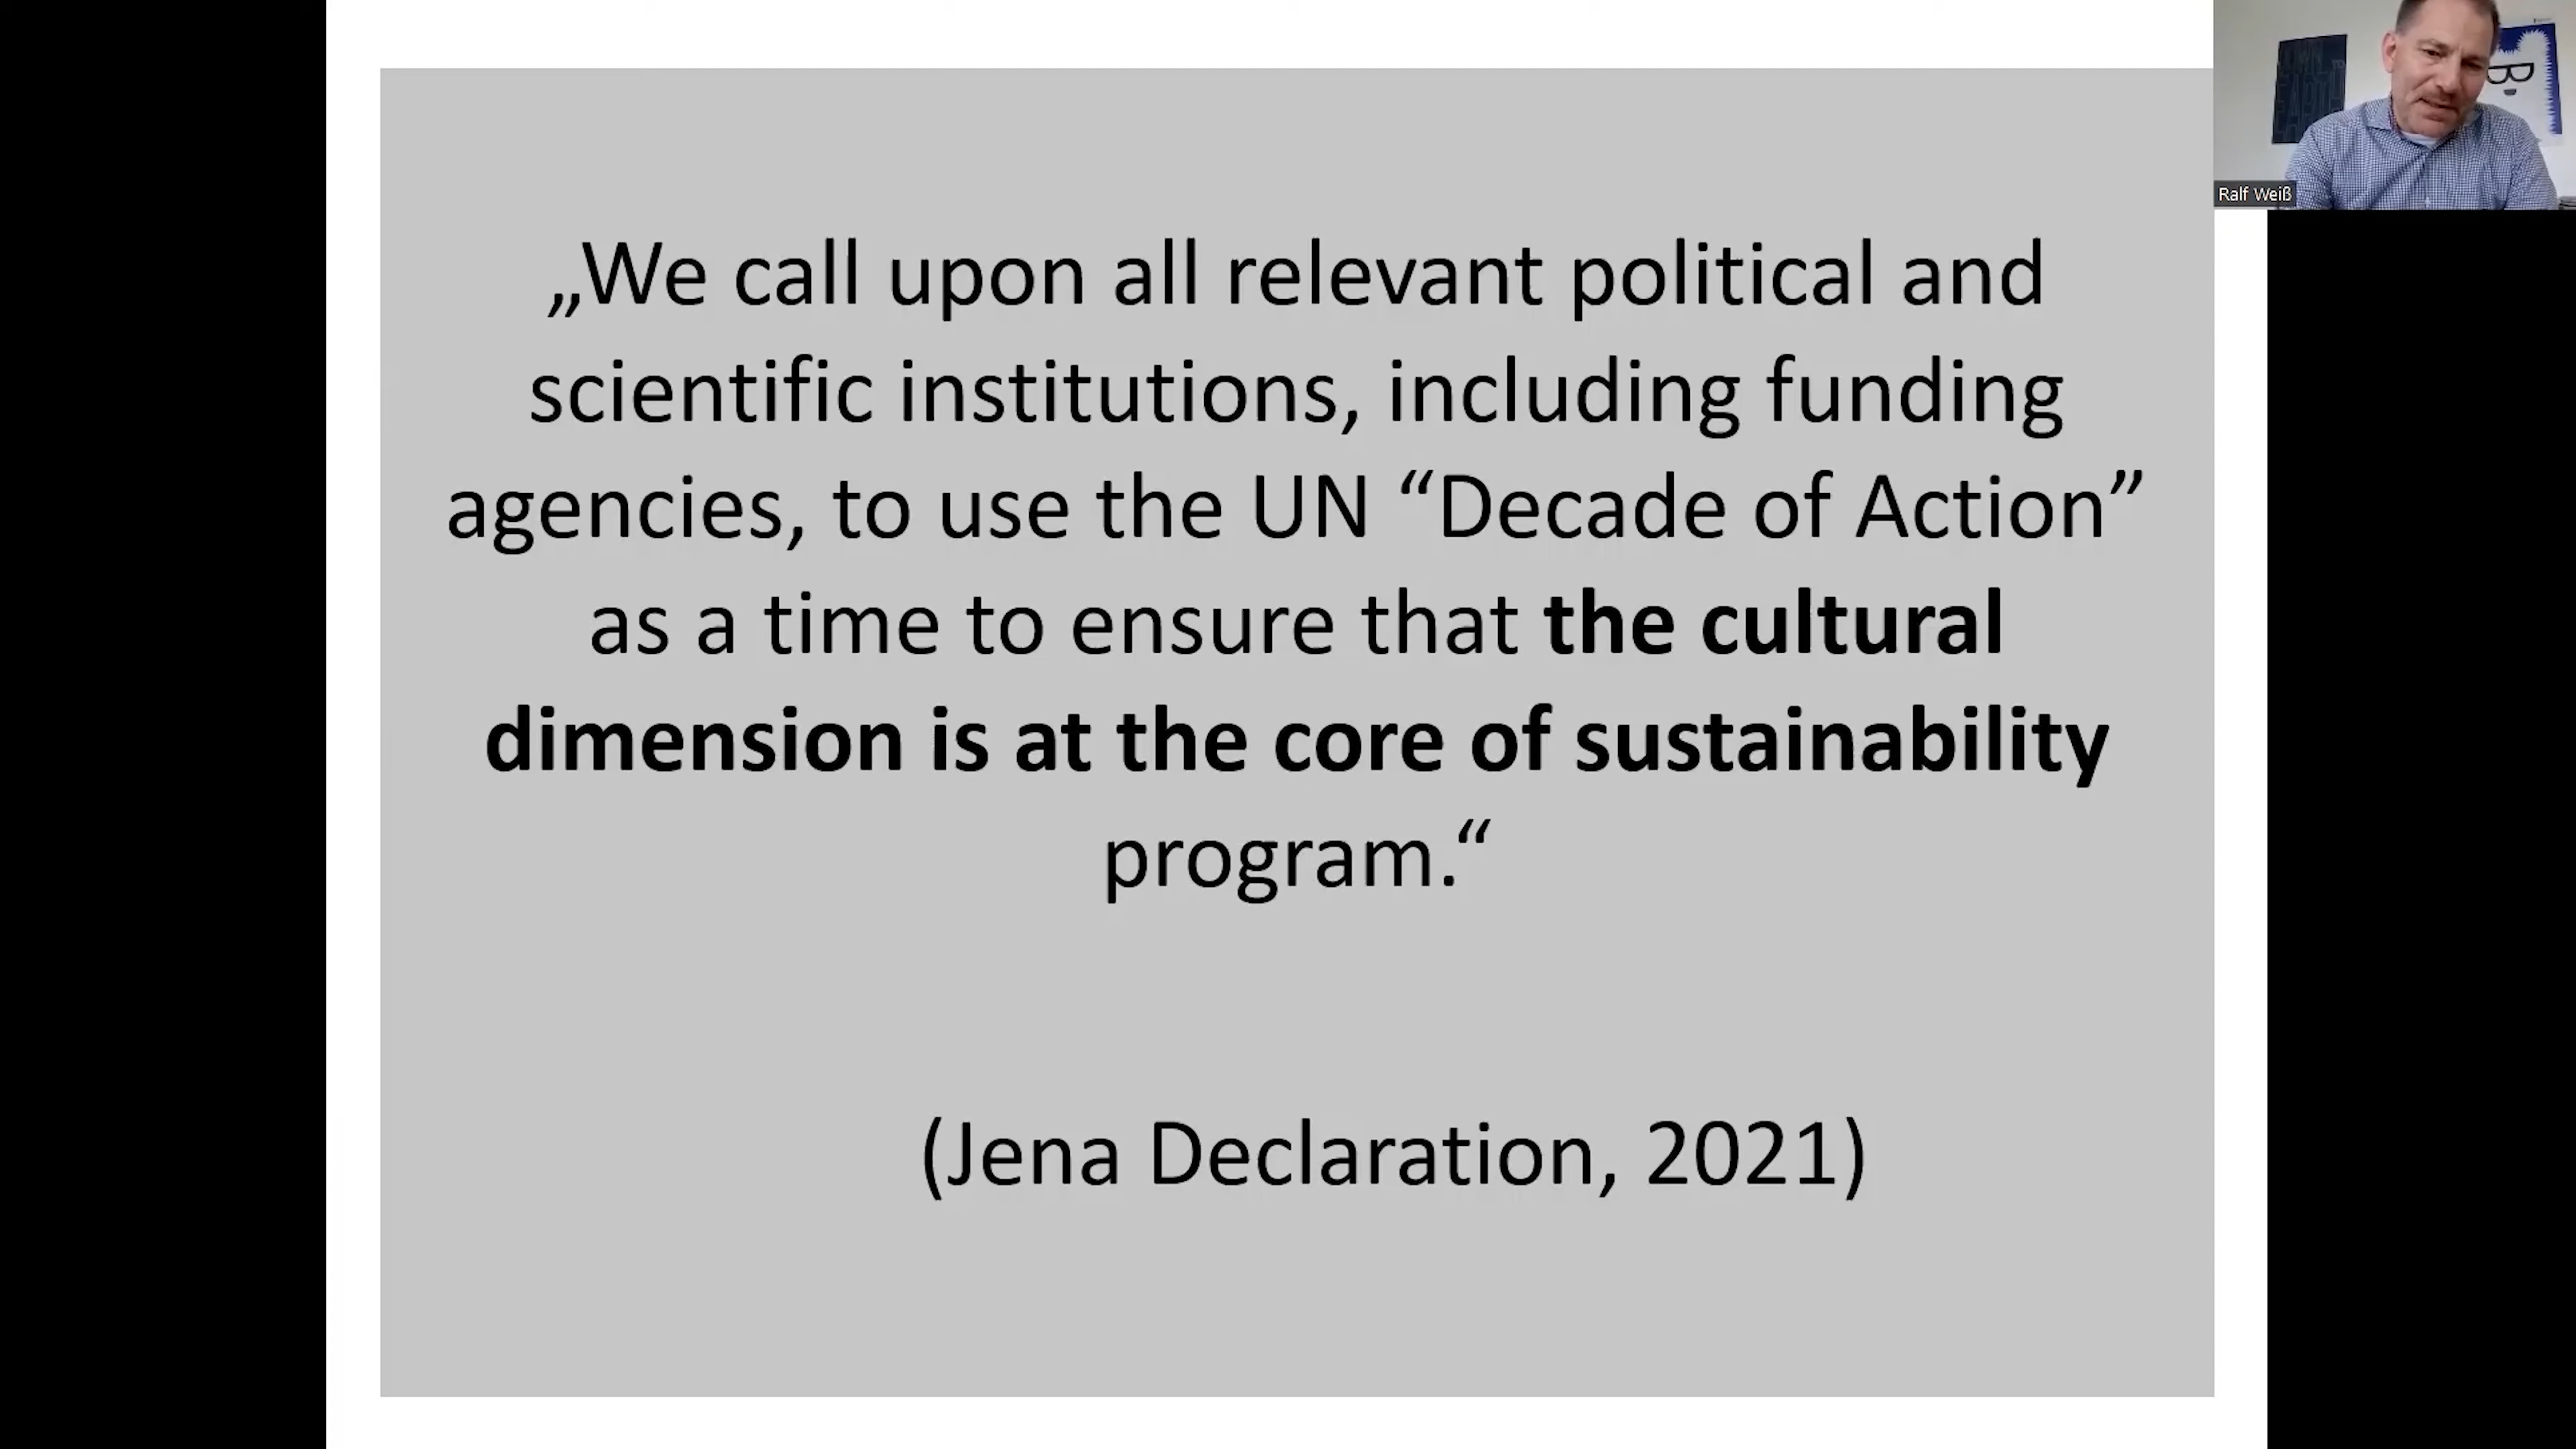 „We call upon all relevant political and
scientific institutions, including funding
agencies, to use the UN “Decade of Action”
as a time to ensure that the cultural
dimension is at the core of sustainability
program.“
(Jena Declaration, 2021)
Ralf Weiß